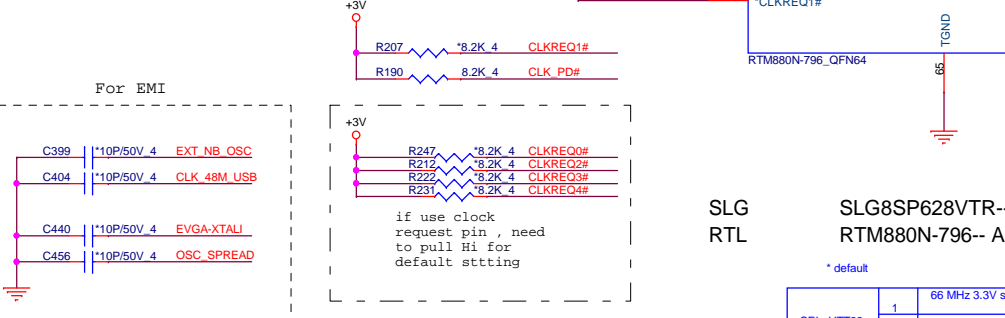 +3V
*CLKREQ1#
R207 *8.2K_4 CLKREQ1#
TGND
RTM880N-796_QFN64
R190 8.2K_4 CLK_PD#
65
For EMI
+3V
C399 *10P/50V_4 EXT_NB_OSC
R247 *8.2K_4 CLKREQ0#
R212 *8.2K_4 CLKREQ2#
C404 *10P/50V_4 CLK_48M_USB
R222 *8.2K_4 CLKREQ3#
R231 *8.2K_4 CLKREQ4#
C440 *10P/50V_4 EVGA-XTALI
C456 *10P/50V_4 OSC_SPREAD
if use clock
request pin , need
to pull Hi for
default sttting
SLG SLG8SP628VTR--
RTL RTM880N-796-- A
* default
66 MHz 3.3V s
1